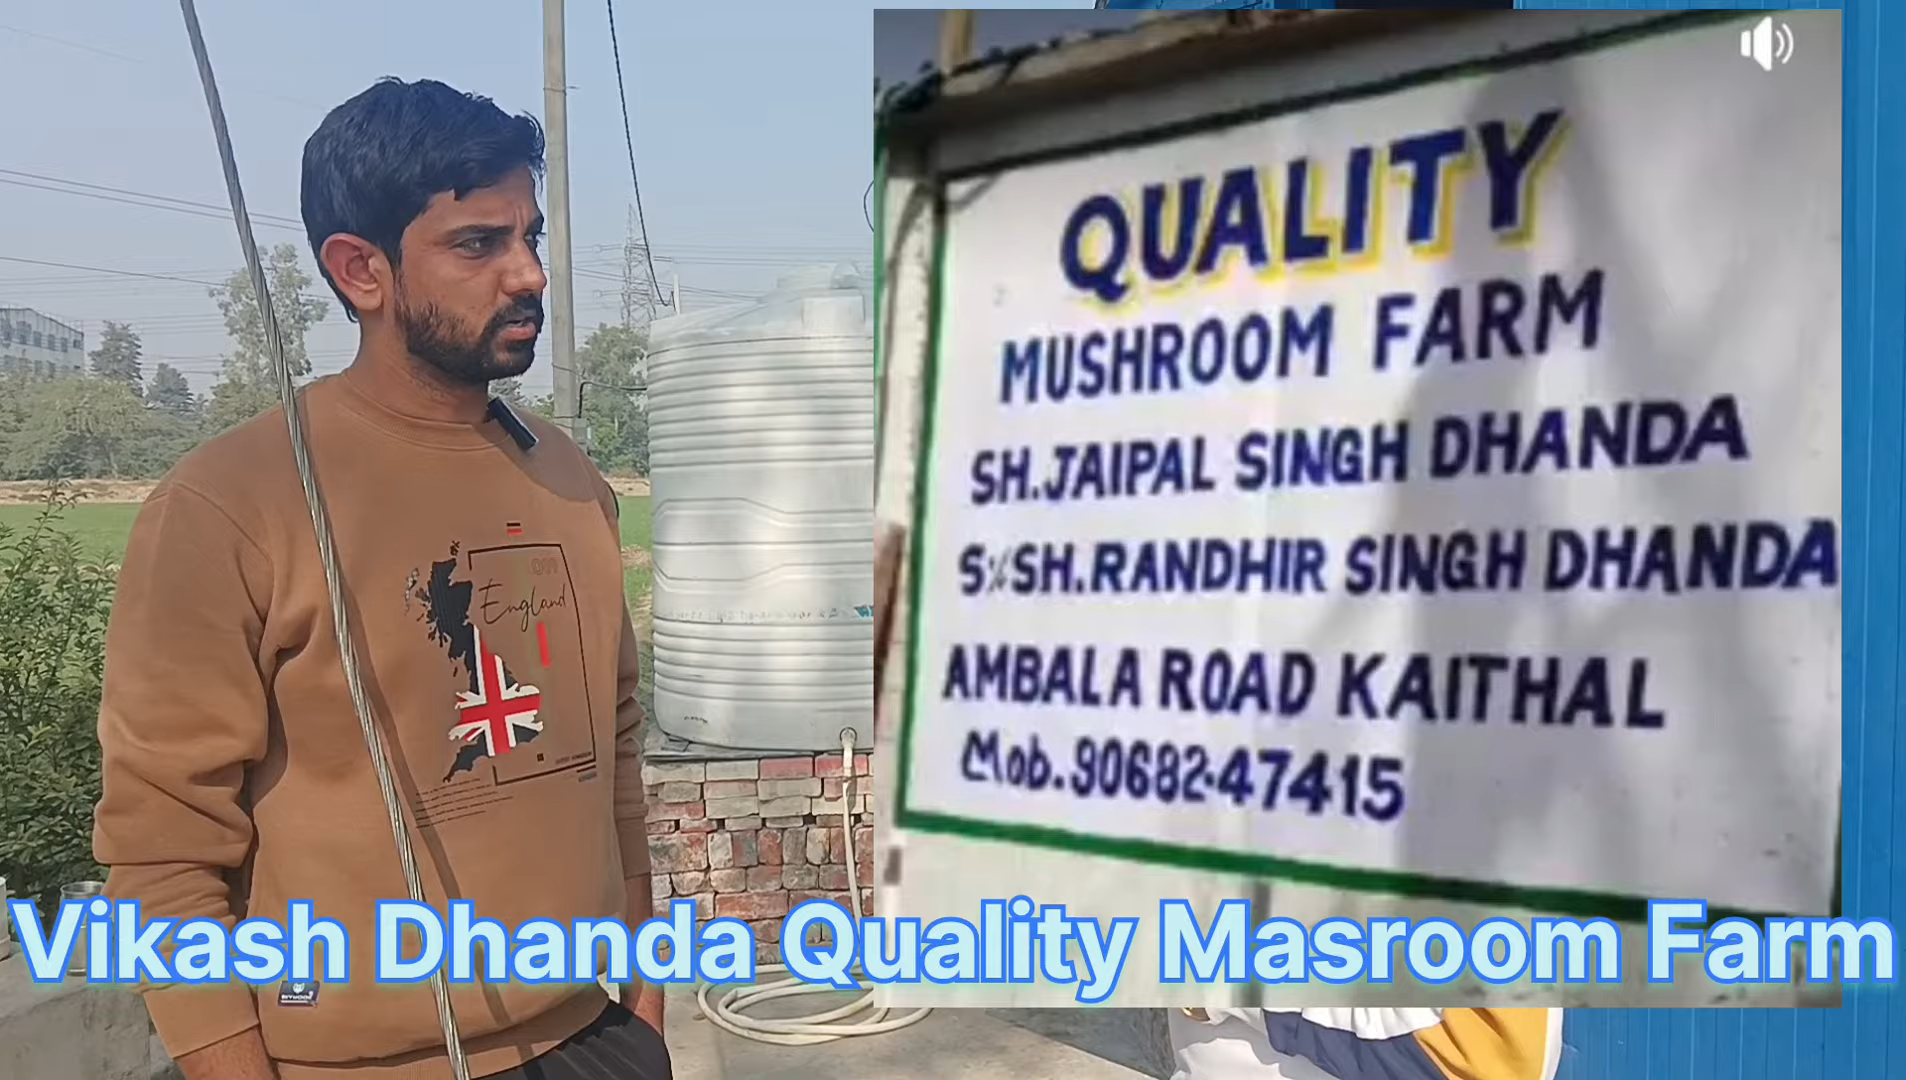 QUALITY
MUSHROOM FARM
SH.JAIPAL SINGH DHANDA
S/SH.RANDHIR SINGH DHANDA
AMBALA ROAD KAITHAL
Mob.90682-47415
England
Vikash Dhanda Quality Masroom Farm